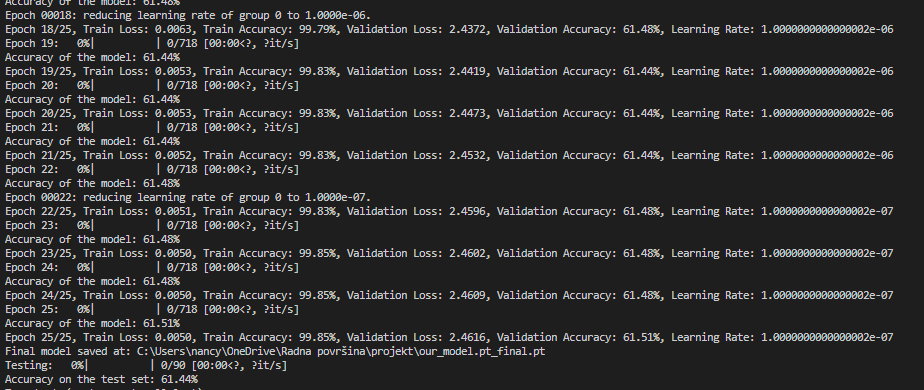 Accuracy of the model: 61.48%
Epoch 00018: reducing learning rate of group 0 to 1.0000e-06.
Epoch 18/25, Train Loss: 0.0063, Train Accuracy: 99.79%, Validation Loss: 2.4372, Validation Accuracy: 61.48%, Learning Rate: 1.0000000000000002e-06
Epoch 19:   0%|          | 0/718 [00:00<?, ?it/s]
Accuracy of the model: 61.44%
Epoch 19/25, Train Loss: 0.0053, Train Accuracy: 99.83%, Validation Loss: 2.4419, Validation Accuracy: 61.44%, Learning Rate: 1.0000000000000002e-06
Epoch 20:   0%|          | 0/718 [00:00<?, ?it/s]
Accuracy of the model: 61.44%
Epoch 20/25, Train Loss: 0.0053, Train Accuracy: 99.83%, Validation Loss: 2.4473, Validation Accuracy: 61.44%, Learning Rate: 1.0000000000000002e-06
Epoch 21:   0%|          | 0/718 [00:00<?, ?it/s]
Accuracy of the model: 61.44%
Epoch 21/25, Train Loss: 0.0052, Train Accuracy: 99.83%, Validation Loss: 2.4532, Validation Accuracy: 61.44%, Learning Rate: 1.0000000000000002e-06
Epoch 22:   0%|          | 0/718 [00:00<?, ?it/s]
Accuracy of the model: 61.48%
Epoch 00022: reducing learning rate of group 0 to 1.0000e-07.
Epoch 22/25, Train Loss: 0.0051, Train Accuracy: 99.83%, Validation Loss: 2.4596, Validation Accuracy: 61.48%, Learning Rate: 1.0000000000000002e-07
Epoch 23:   0%|          | 0/718 [00:00<?, ?it/s]
Accuracy of the model: 61.48%
Epoch 23/25, Train Loss: 0.0050, Train Accuracy: 99.85%, Validation Loss: 2.4602, Validation Accuracy: 61.48%, Learning Rate: 1.0000000000000002e-07
Epoch 24:   0%|          | 0/718 [00:00<?, ?it/s]
Accuracy of the model: 61.48%
Epoch 24/25, Train Loss: 0.0050, Train Accuracy: 99.85%, Validation Loss: 2.4609, Validation Accuracy: 61.48%, Learning Rate: 1.0000000000000002e-07
Epoch 25:   0%|          | 0/718 [00:00<?, ?it/s]
Accuracy of the model: 61.51%
Epoch 25/25, Train Loss: 0.0050, Train Accuracy: 99.85%, Validation Loss: 2.4616, Validation Accuracy: 61.51%, Learning Rate: 1.0000000000000002e-07
Final model saved at: C:\Users\nancy\OneDrive\Radna površina\projekt\our_model.pt_final.pt
Testing:   0%|          | 0/90 [00:00<?, ?it/s]
Accuracy on the test set: 61.44%